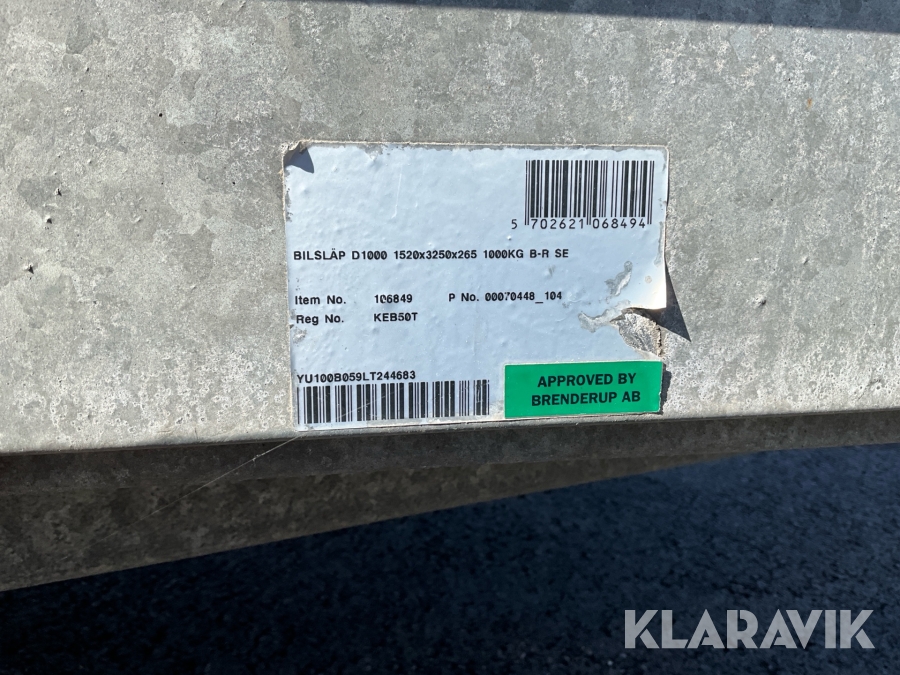 5 702621 068494
BILSLÄP D1000 1520x3250x265 1000KG B-R SE
Item No. 106849 P No. 00070448_104
Reg No. KEB50T
YU100B059LT244683
APPROVED BY
BRENDERUP AB
KLARAVIK